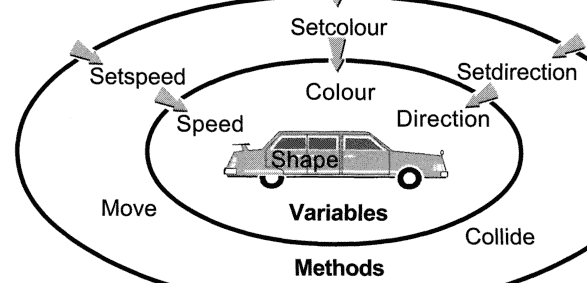 Setcolour
Setspeed
Setdirection
Colour
Speed
Direction
Shape
Move
Variables
Collide
Methods